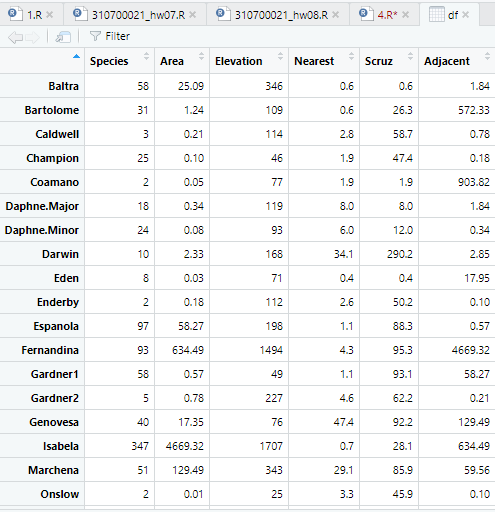 1.R 310700021_hw07.R 310700021_hw08.R 4.R* df
Filter
Species Area Elevation Nearest Scruz Adjacent
Baltra 58 25.09 346 0.6 0.6 1.84
Bartolome 31 1.24 109 0.6 26.3 572.33
Caldwell 3 0.21 114 2.8 58.7 0.78
Champion 25 0.10 46 1.9 47.4 0.18
Coamano 2 0.05 77 1.9 1.9 903.82
Daphne.Major 18 0.34 119 8.0 8.0 1.84
Daphne.Minor 24 0.08 93 6.0 12.0 0.34
Darwin 10 2.33 168 34.1 290.2 2.85
Eden 8 0.03 71 0.4 0.4 17.95
Enderby 2 0.18 112 2.6 50.2 0.10
Espanola 97 58.27 198 1.1 88.3 0.57
Fernandina 93 634.49 1494 4.3 95.3 4669.32
Gardner1 58 0.57 49 1.1 93.1 58.27
Gardner2 5 0.78 227 4.6 62.2 0.21
Genovesa 40 17.35 76 47.4 92.2 129.49
Isabela 347 4669.32 1707 0.7 28.1 634.49
Marchena 51 129.49 343 29.1 85.9 59.56
Onslow 2 0.01 25 3.3 45.9 0.10